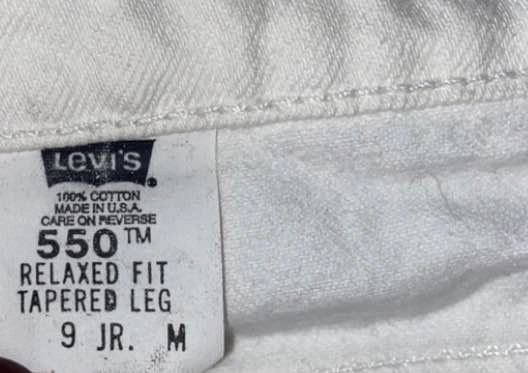 Levi's
100% COTTON
MADE IN U.S.A.
CARE ON REVERSE
550™
RELAXED FIT
TAPERED LEG
9 JR. M